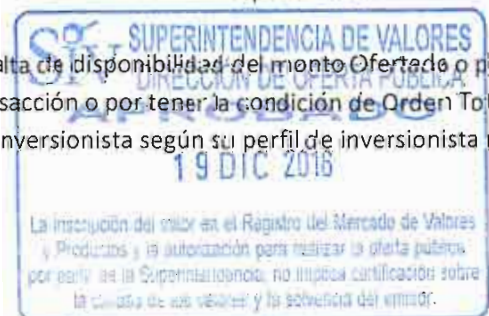 SIV SUPERINTENDENCIA DE VALORES
alta de disponibilidad del monto Ofertado o p
DIRECCIÓN DE OFERTA PÚBLICA
sacción o por tener la condición de Orden Tot
APROBADO
inversionista según su perfil de inversionista
19 DIC 2016
La inscripción del valor en el Registro del Mercado de Valores
y Productos y la autorización para realizar la oferta pública
por parte de la Superintendencia, no implica certificación sobre
la calidad de los valores y la solvencia del emisor.